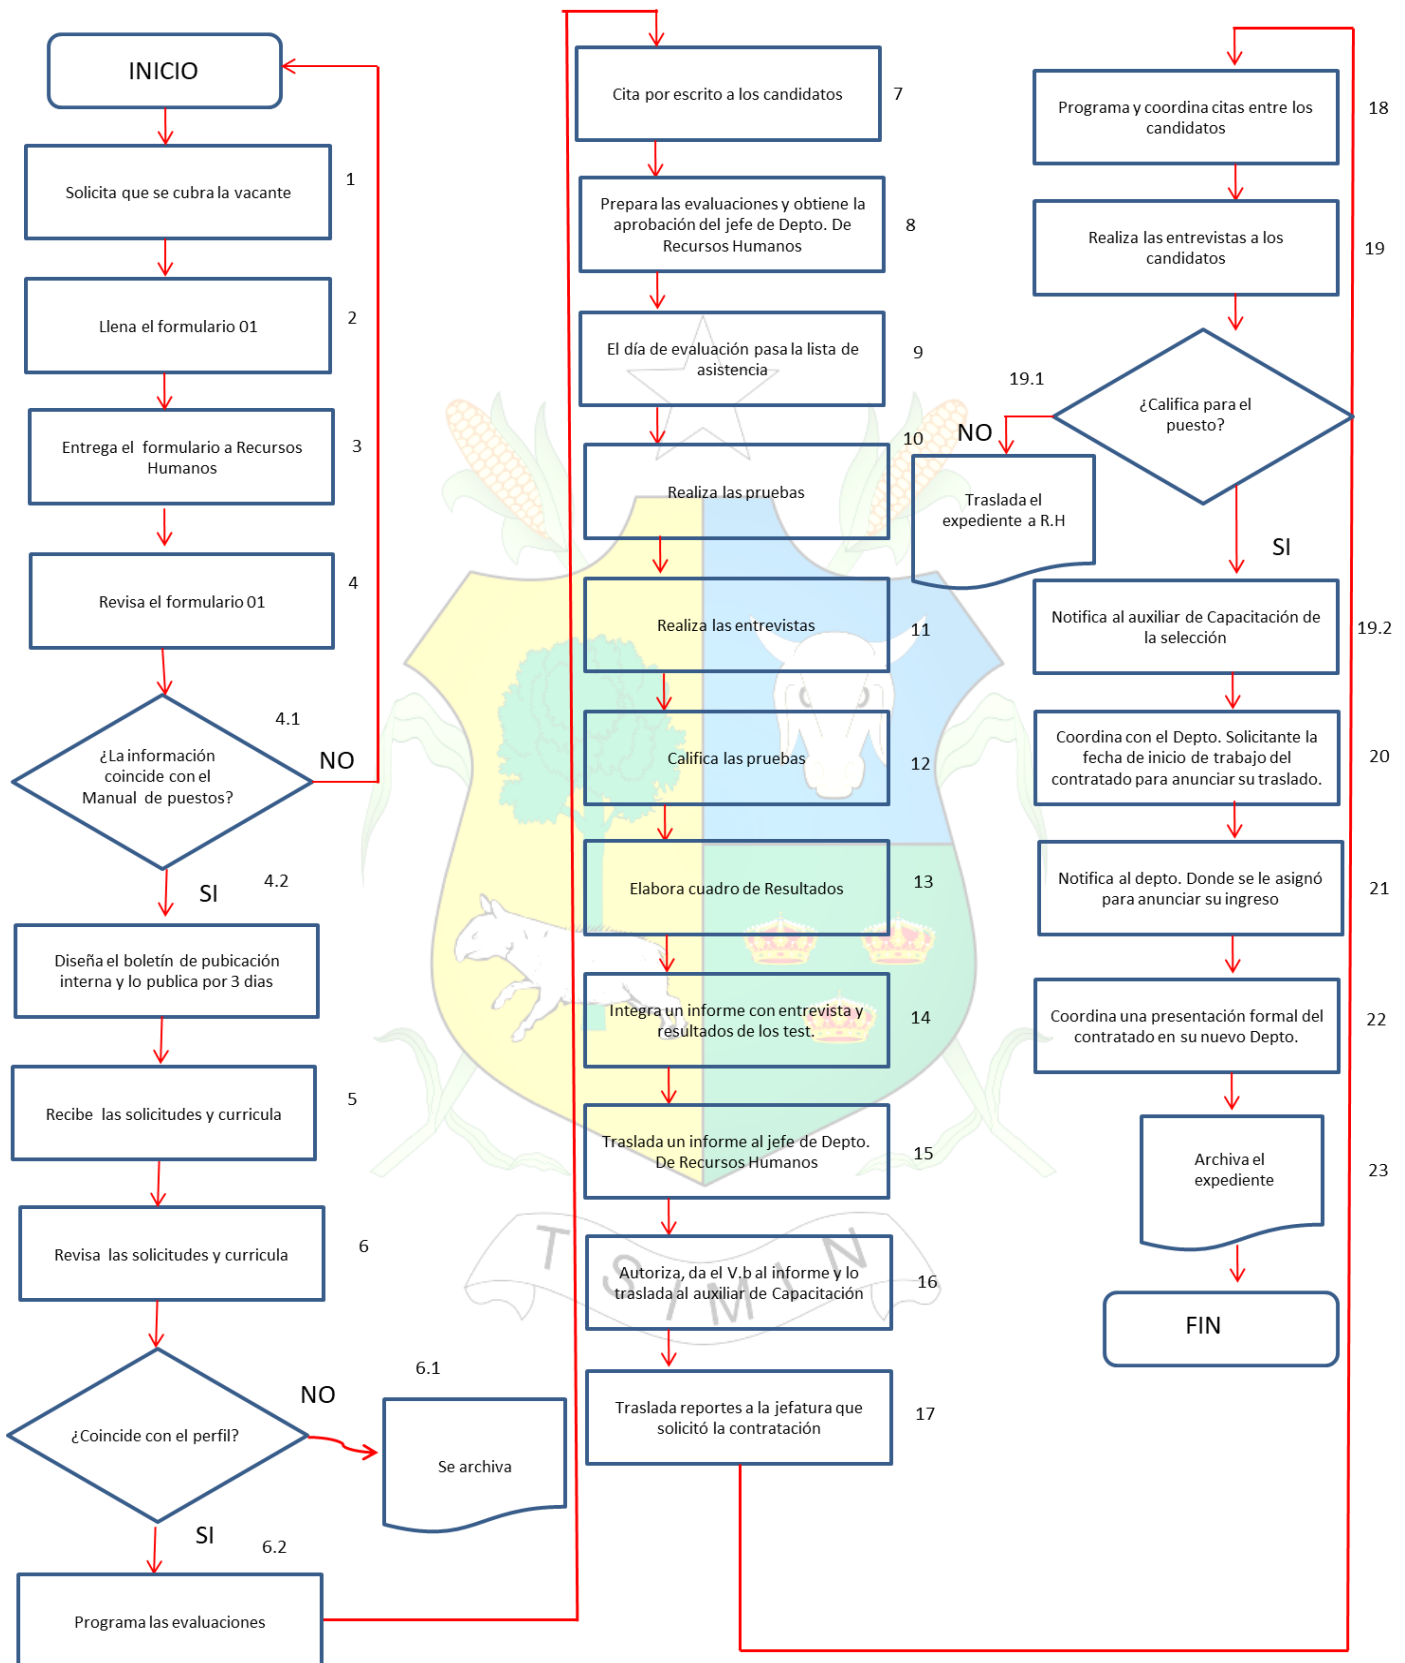 INICIO
Solicita que se cubra la vacante
1
Llena el formulario 01
2
Entrega el formulario a Recursos
Humanos
3
Revisa el formulario 01
4
¿La información
coincide con el
Manual de puestos?
4.1
NO
SI
4.2
Diseña el boletín de pubicación
interna y lo publica por 3 dias
Recibe las solicitudes y curricula
5
Revisa las solicitudes y curricula
6
¿Coincide con el perfil?
NO
6.1
Se archiva
SI
6.2
Programa las evaluaciones
Cita por escrito a los candidatos
7
Prepara las evaluaciones y obtiene la
aprobación del jefe de Depto. De
Recursos Humanos
8
El día de evaluación pasa la lista de
asistencia
9
Realiza las pruebas
10
Realiza las entrevistas
11
Califica las pruebas
12
Elabora cuadro de Resultados
13
Integra un informe con entrevista y
resultados de los test.
14
Traslada un informe al jefe de Depto.
De Recursos Humanos
15
Autoriza, da el V.b al informe y lo
traslada al auxiliar de Capacitación
16
Traslada reportes a la jefatura que
solicitó la contratación
17
TSIMIN
Programa y coordina citas entre los
candidatos
18
Realiza las entrevistas a los
candidatos
19
¿Califica para el
puesto?
19.1
NO
Traslada el
expediente a R.H
SI
Notifica al auxiliar de Capacitación de
la selección
19.2
Coordina con el Depto. Solicitante la
fecha de inicio de trabajo del
contratado para anunciar su traslado.
20
Notifica al depto. Donde se le asignó
para anunciar su ingreso
21
Coordina una presentación formal del
contratado en su nuevo Depto.
22
Archiva el
expediente
23
FIN